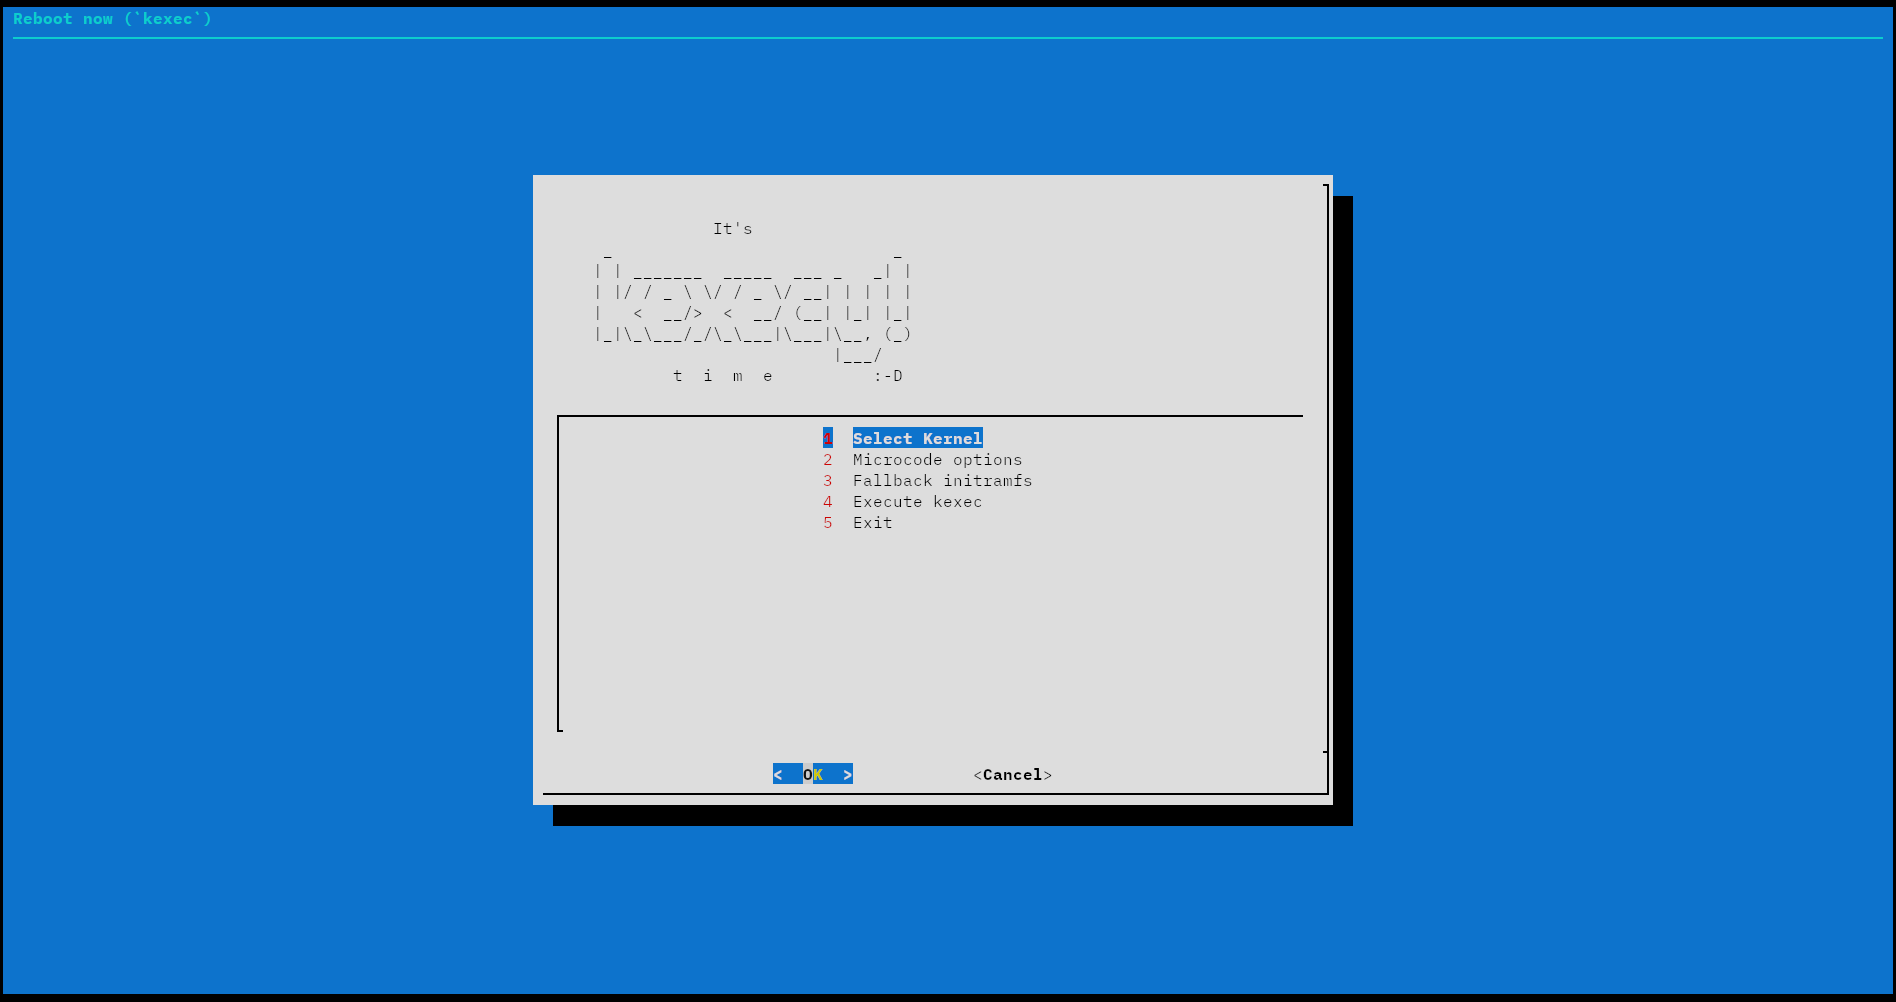 Reboot now (`kexec`)
It's
 _                            _
| | _______  _____  ___ _   _| |
| |/ / _ \ \/ / _ \/ __| | | | |
|   <  __/>  <  __/ (__| |_| |_|
|_|\_\___/_/\_\___|\___|\__, (_)
                        |___/
t  i  m  e          :-D
1  Select Kernel
2  Microcode options
3  Fallback initramfs
4  Execute kexec
5  Exit
<  OK  >            <Cancel>